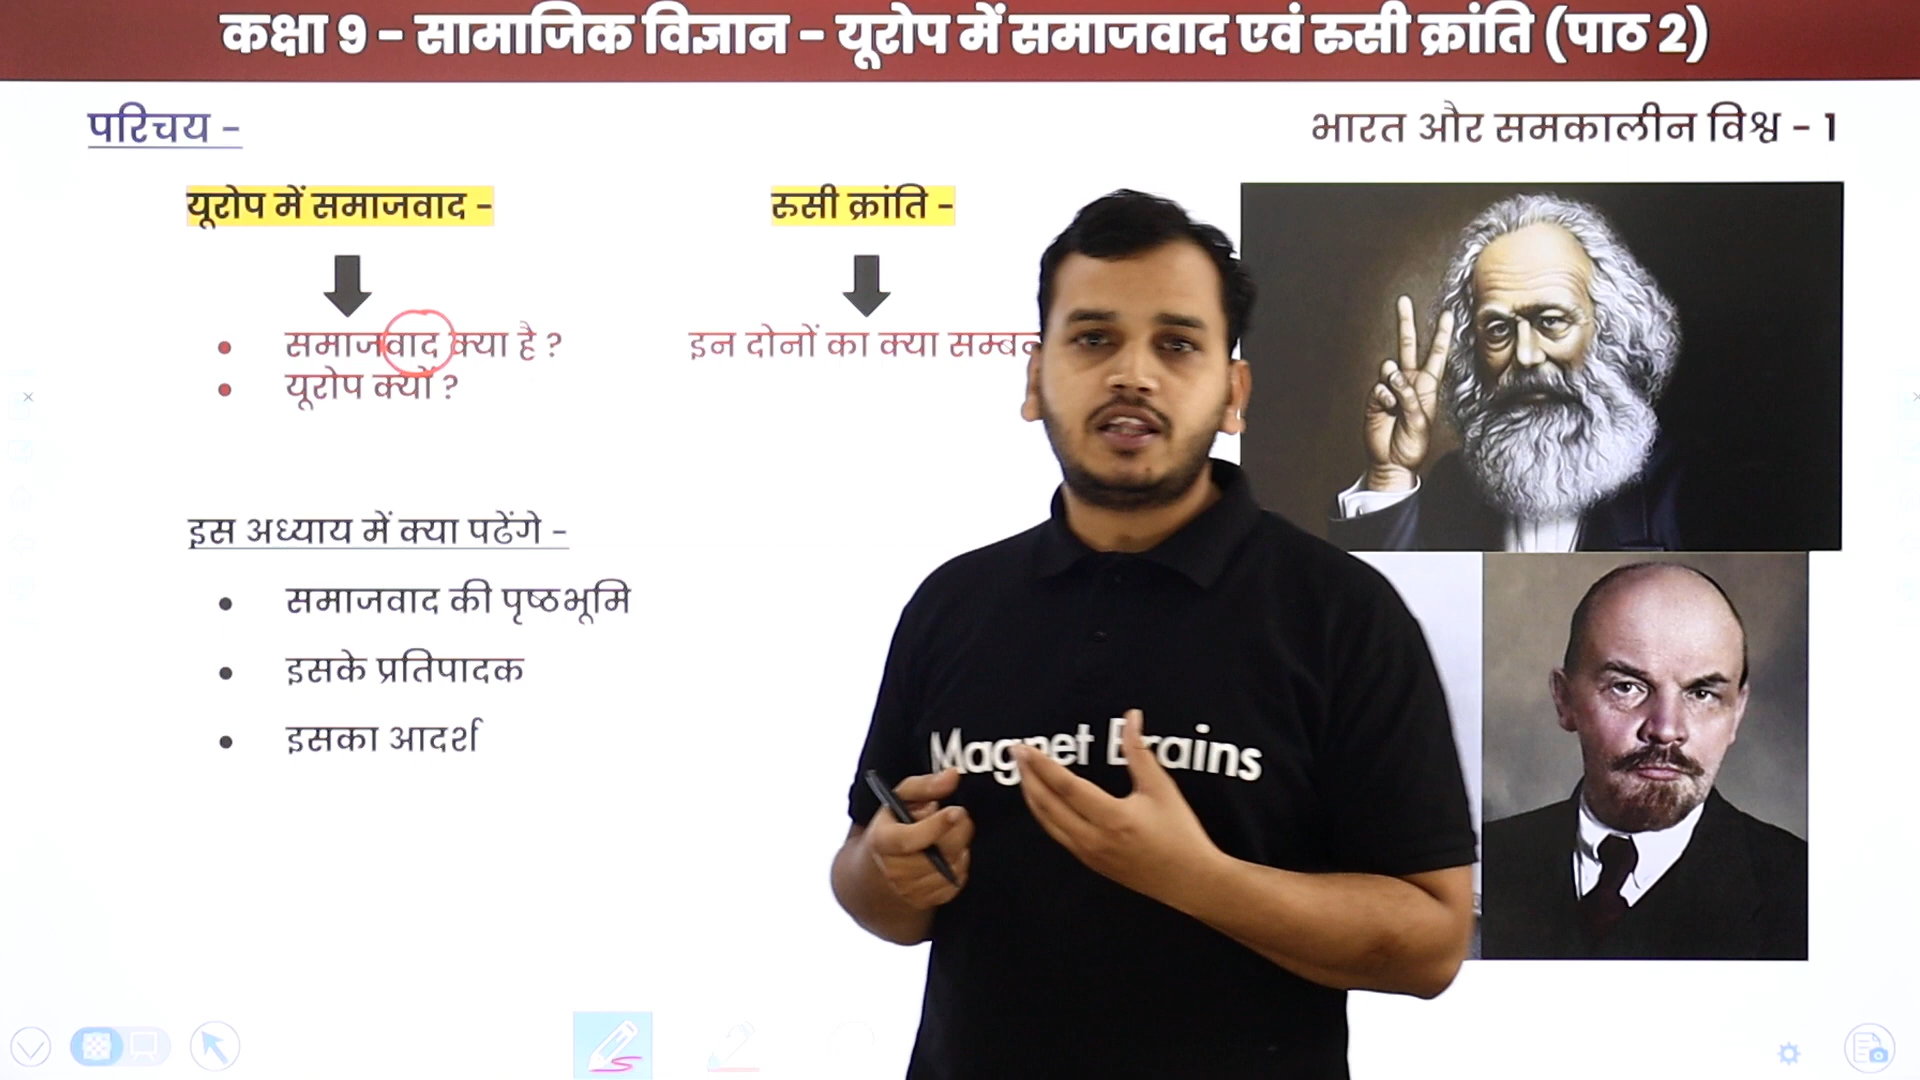 कक्षा 9 - सामाजिक विज्ञान - यूरोप में समाजवाद एवं रुसी क्रांति (पाठ 2)
परिचय -
भारत और समकालीन विश्व - 1
यूरोप में समाजवाद -
रुसी क्रांति -
समाजवाद क्या है ?
इन दोनों का क्या
यूरोप क्यों ?
इस अध्याय में क्या पढेंगे -
समाजवाद की पृष्ठभूमि
इसके प्रतिपादक
इसका आदर्श
Magnet Brains